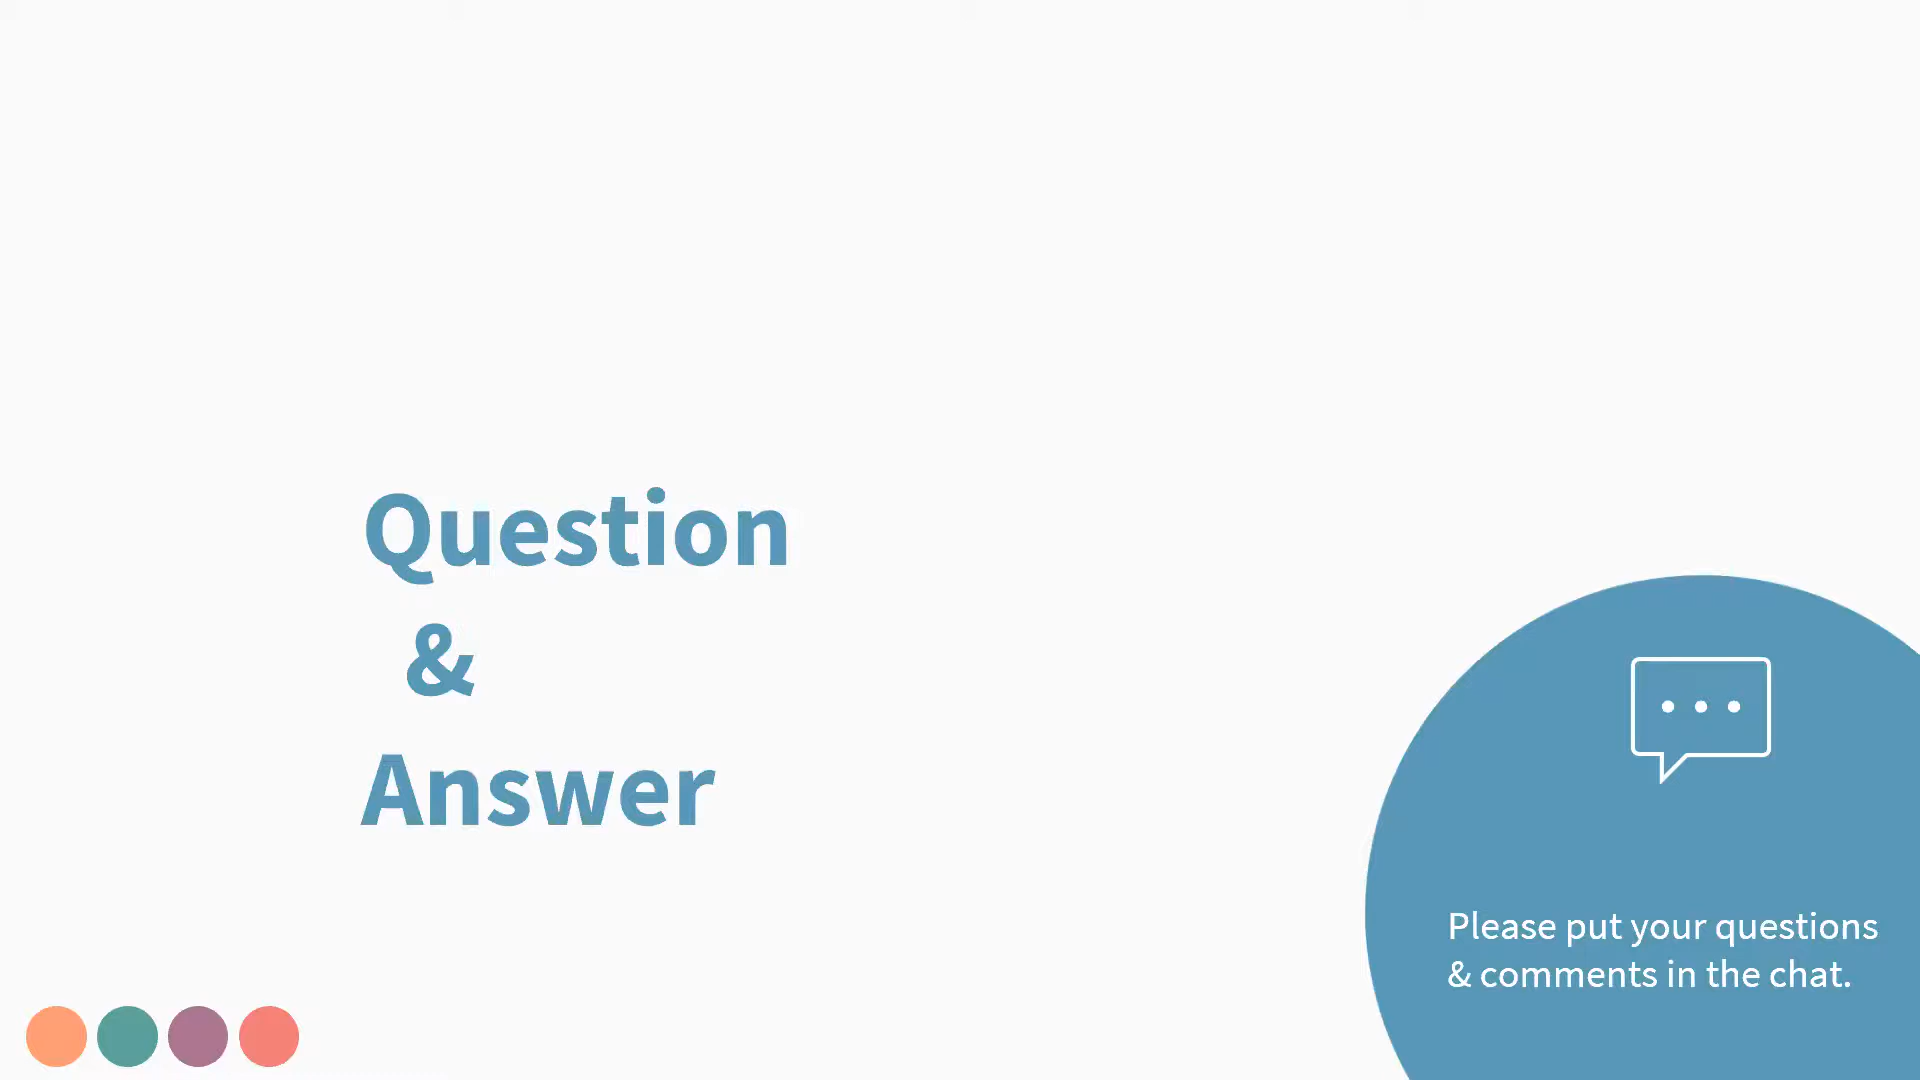 Question
&
Answer
Please put your questions
& comments in the chat.